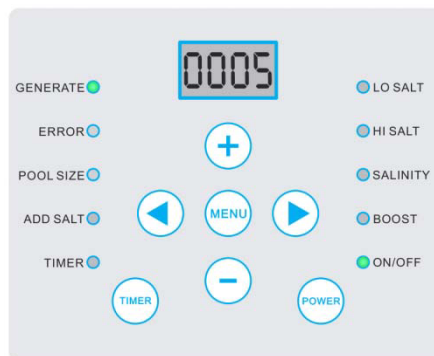 0005
GENERATE
LO SALT
ERROR
+
HI SALT
POOL SIZE
MENU
SALINITY
ADD SALT
BOOST
TIMER
−
ON/OFF
TIMER
POWER